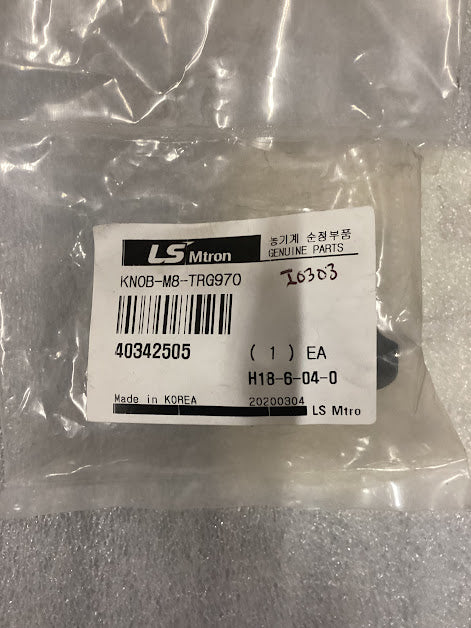 LS Mtron
농기계 순정부품
GENUINE PARTS
KNOB-M8-TRG970
I0303
40342505
( 1 ) EA
H18-6-04-0
Made in KOREA
20200304
LS Mtro